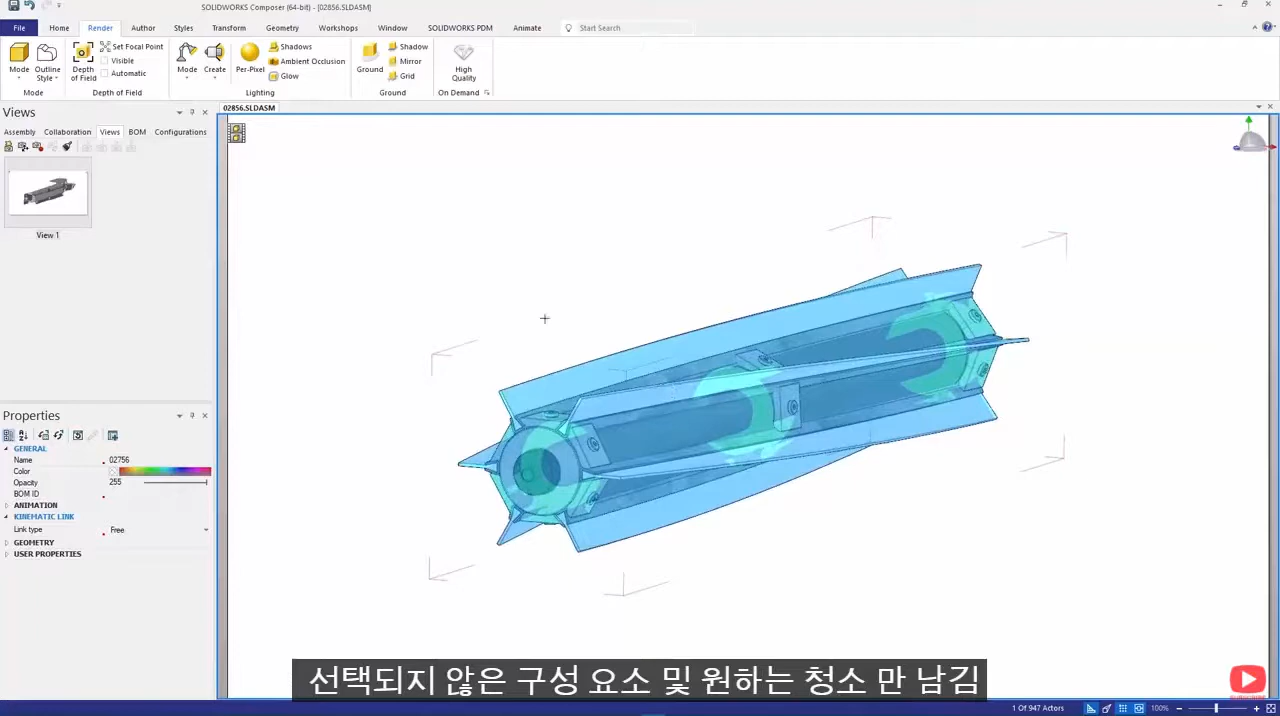 SOLIDWORKS Composer (64-bit) - [02856.SLDASM]
File Home Render Author Styles Transform Geometry Workshops Window SOLIDWORKS PDM Animate Start Search
Mode
Outline Style
Mode
Depth of Field
Set Focal Point
Visible
Automatic
Depth of Field
Mode
Create
Per-Pixel
Shadows
Ambient Occlusion
Glow
Lighting
Ground
Shadow
Mirror
Grid
Ground
High Quality
On Demand
Views
Assembly Collaboration Views BOM Configurations
View 1
02856.SLDASM
Properties
GENERAL
Name 02756
Color
Opacity 255
BOM ID
ANIMATION
KINEMATIC LINK
Link type Free
GEOMETRY
USER PROPERTIES
선택되지 않은 구성 요소 및 원하는 청소 만 남김
SUBSCRIBE
1 Of 947 Actors 100%